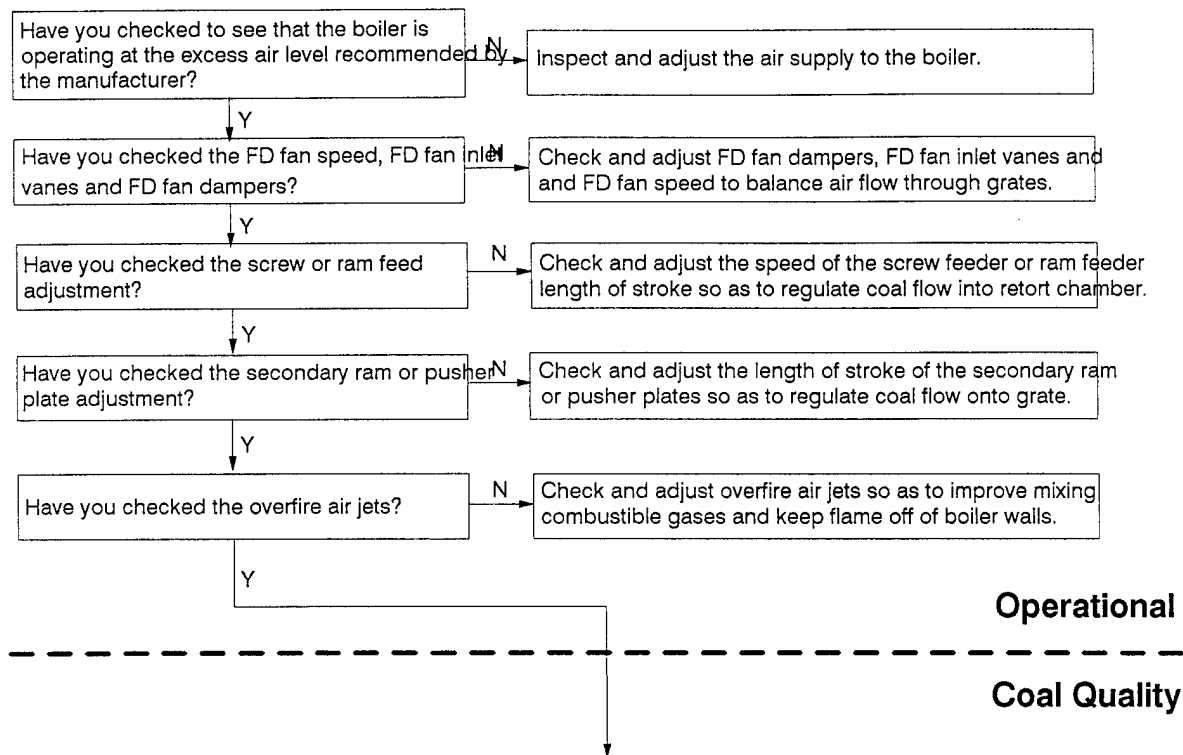 Have you checked to see that the boiler is
operating at the excess air level recommended by
the manufacturer?
N
Inspect and adjust the air supply to the boiler.
Y
Have you checked the FD fan speed, FD fan inlet
vanes and FD fan dampers?
N
Check and adjust FD fan dampers, FD fan inlet vanes and
and FD fan speed to balance air flow through grates.
Y
Have you checked the screw or ram feed
adjustment?
N
Check and adjust the speed of the screw feeder or ram feeder
length of stroke so as to regulate coal flow into retort chamber.
Y
Have you checked the secondary ram or pusher
plate adjustment?
N
Check and adjust the length of stroke of the secondary ram
or pusher plates so as to regulate coal flow onto grate.
Y
Have you checked the overfire air jets?
N
Check and adjust overfire air jets so as to improve mixing
combustible gases and keep flame off of boiler walls.
Y
Operational
Coal Quality